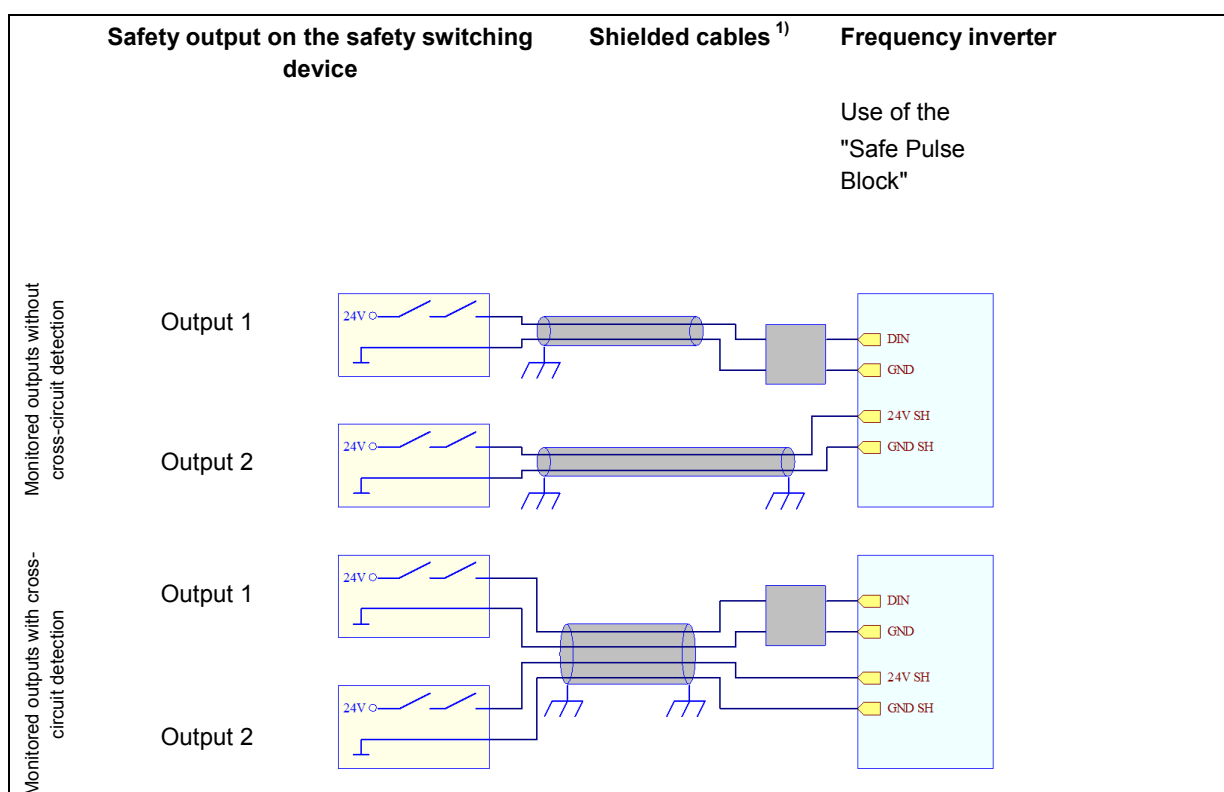 Safety output on the safety switching
device
Shielded cables 1)
Frequency inverter
Use of the
"Safe Pulse
Block"
Monitored outputs without
cross-circuit detection
Output 1
24V
DIN
GND
Output 2
24V
24V SH
GND SH
Monitored outputs with cross-
circuit detection
Output 1
24V
DIN
GND
Output 2
24V
24V SH
GND SH